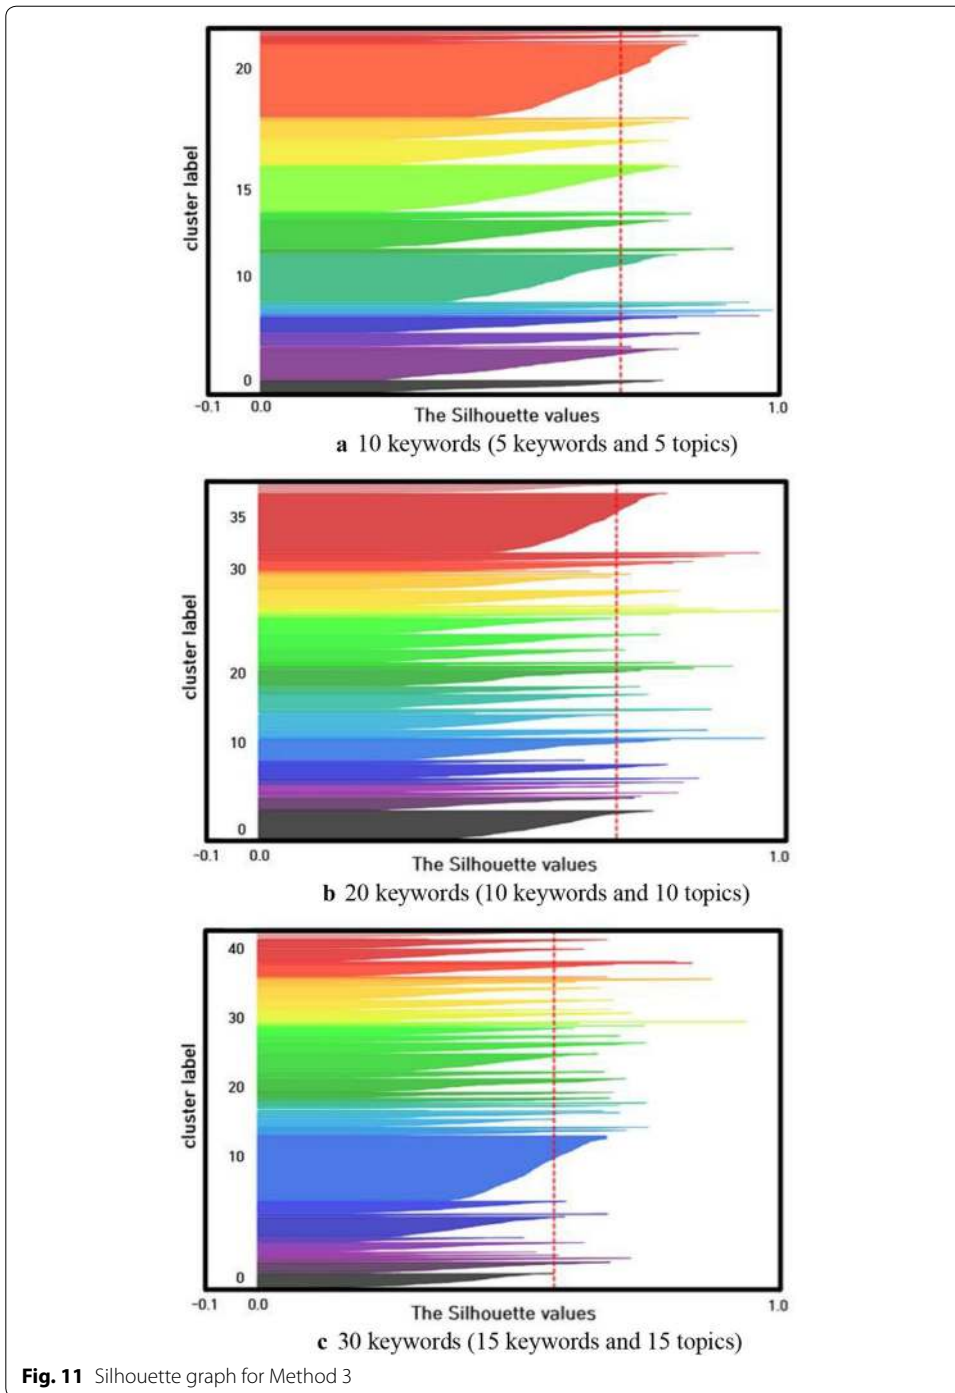 20
15
cluster label
10
0
-0.1 0.0 1.0
The Silhouette values
a 10 keywords (5 keywords and 5 topics)
35
30
cluster label
20
10
0
-0.1 0.0 1.0
The Silhouette values
b 20 keywords (10 keywords and 10 topics)
40
30
cluster label
20
10
0
-0.1 0.0 1.0
The Silhouette values
c 30 keywords (15 keywords and 15 topics)
Fig. 11 Silhouette graph for Method 3